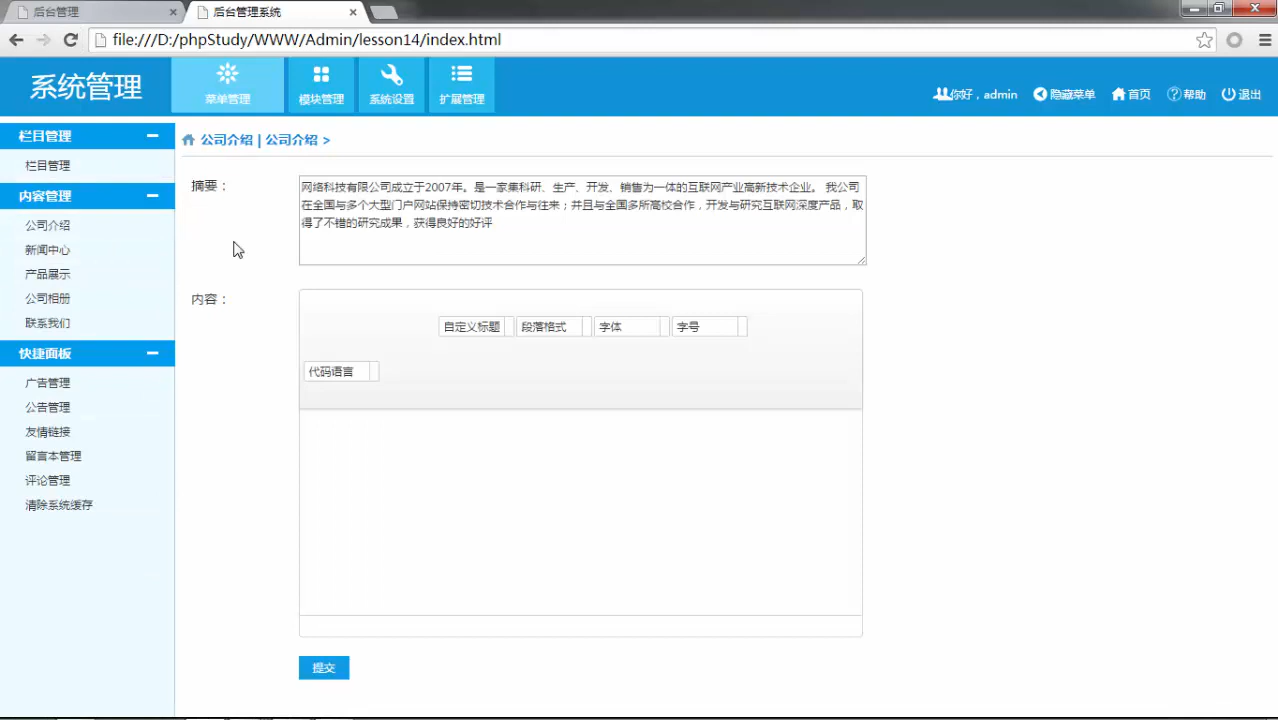 后台管理
后台管理系统
file:///D:/phpStudy/WWW/Admin/lesson14/index.html
系统管理
菜单管理
模块管理
系统设置
扩展管理
你好，admin
隐藏菜单
首页
帮助
退出
栏目管理
栏目管理
内容管理
公司介绍
新闻中心
产品展示
公司相册
联系我们
快捷面板
广告管理
公告管理
友情链接
留言本管理
评论管理
清除系统缓存
公司介绍 | 公司介绍 >
摘要：
网络科技有限公司成立于2007年。是一家集科研、生产、开发、销售为一体的互联网产业高新技术企业。 我公司
在全国与多个大型门户网站保持密切技术合作与往来；并且与全国多所高校合作，开发与研究互联网深度产品，取
得了不错的研究成果，获得良好的好评
内容：
自定义标题
段落格式
字体
字号
代码语言
提交